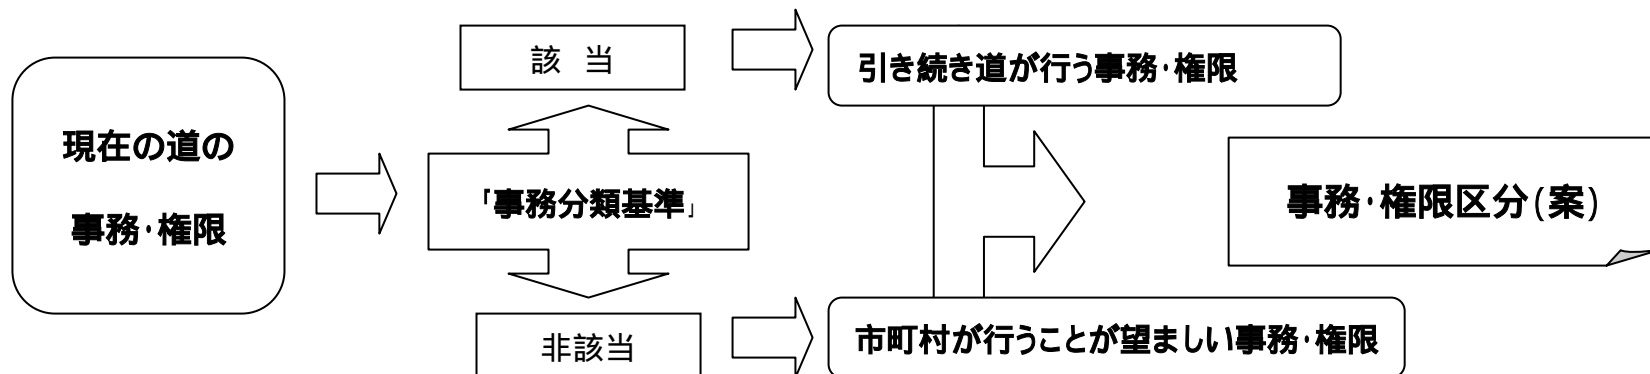 現在の道の
事務・権限
該 当
「事務分類基準」
非該当
引き続き道が行う事務・権限
市町村が行うことが望ましい事務・権限
事務・権限区分(案)